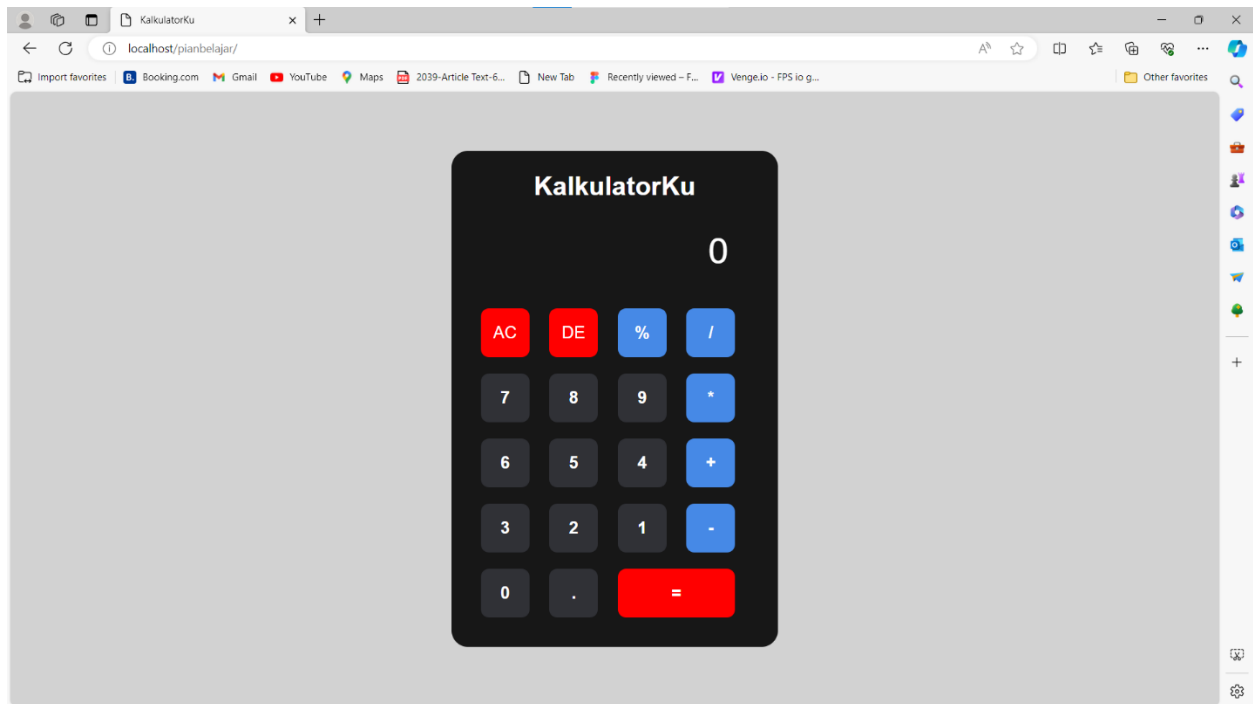 KalkulatorKu
localhost/pianbelajar/
Import favorites B. Booking.com Gmail YouTube Maps 2039-Article Text-6... New Tab Recently viewed – F... Venge.io - FPS io g... Other favorites
KalkulatorKu
0
AC DE % /
7 8 9 *
6 5 4 +
3 2 1 -
0 . =